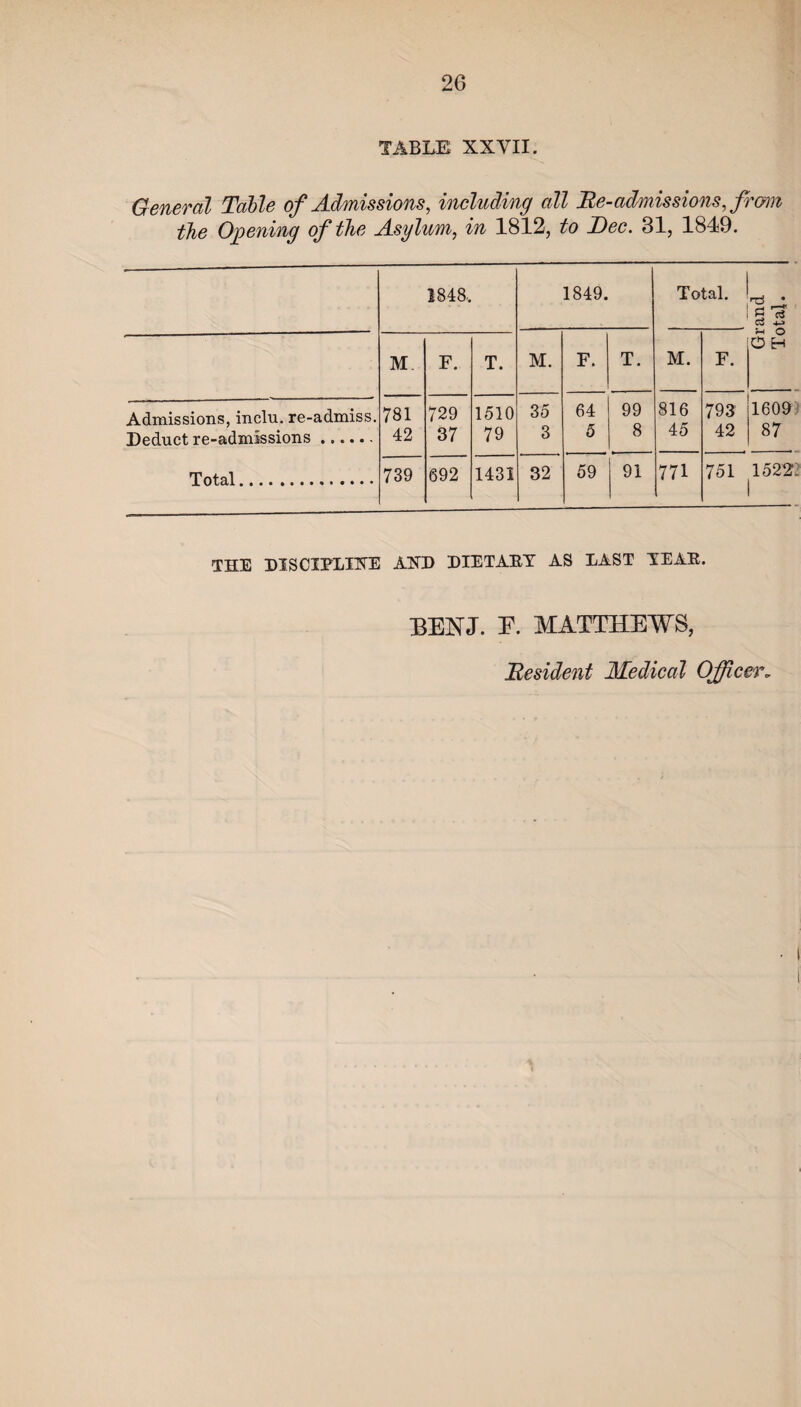 26
TABLE XXVII.
General Table of Admissions, including all Re-admissions, from
the Opening of the Asylum, in 1812, to Dec. 31, 1849.
1848. 1849. Total. Grand Total.
M. F. T. M. F. T. M. F.
Admissions, inclu. re-admiss. 781 729 1510 35 64 99 816 793 1609
Deduct re-admissions ...... 42 37 79 3 5 8 45 42 87
Total............... 739 692 1431 32 59 91 771 751 1522
THE DISCIPLINE AND DIETARY AS LAST YEAR.
BENJ. F. MATTHEWS,
Resident Medical Officer.